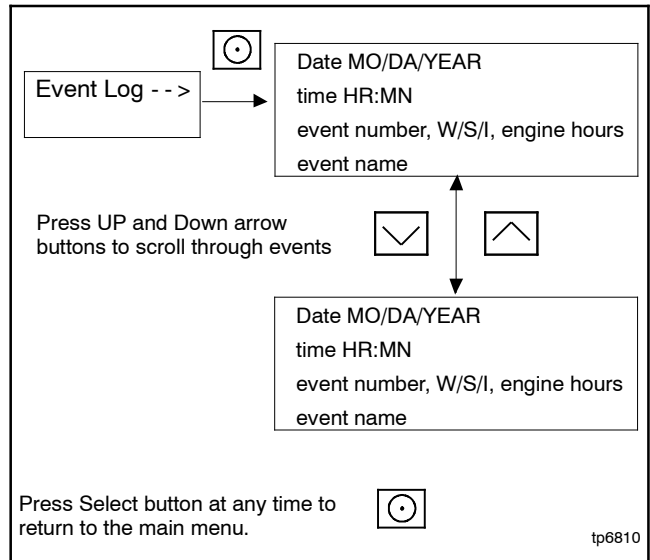 Event Log - - >
Date MO/DA/YEAR
time HR:MN
event number, W/S/I, engine hours
event name
Press UP and Down arrow
buttons to scroll through events
Date MO/DA/YEAR
time HR:MN
event number, W/S/I, engine hours
event name
Press Select button at any time to
return to the main menu.
tp6810